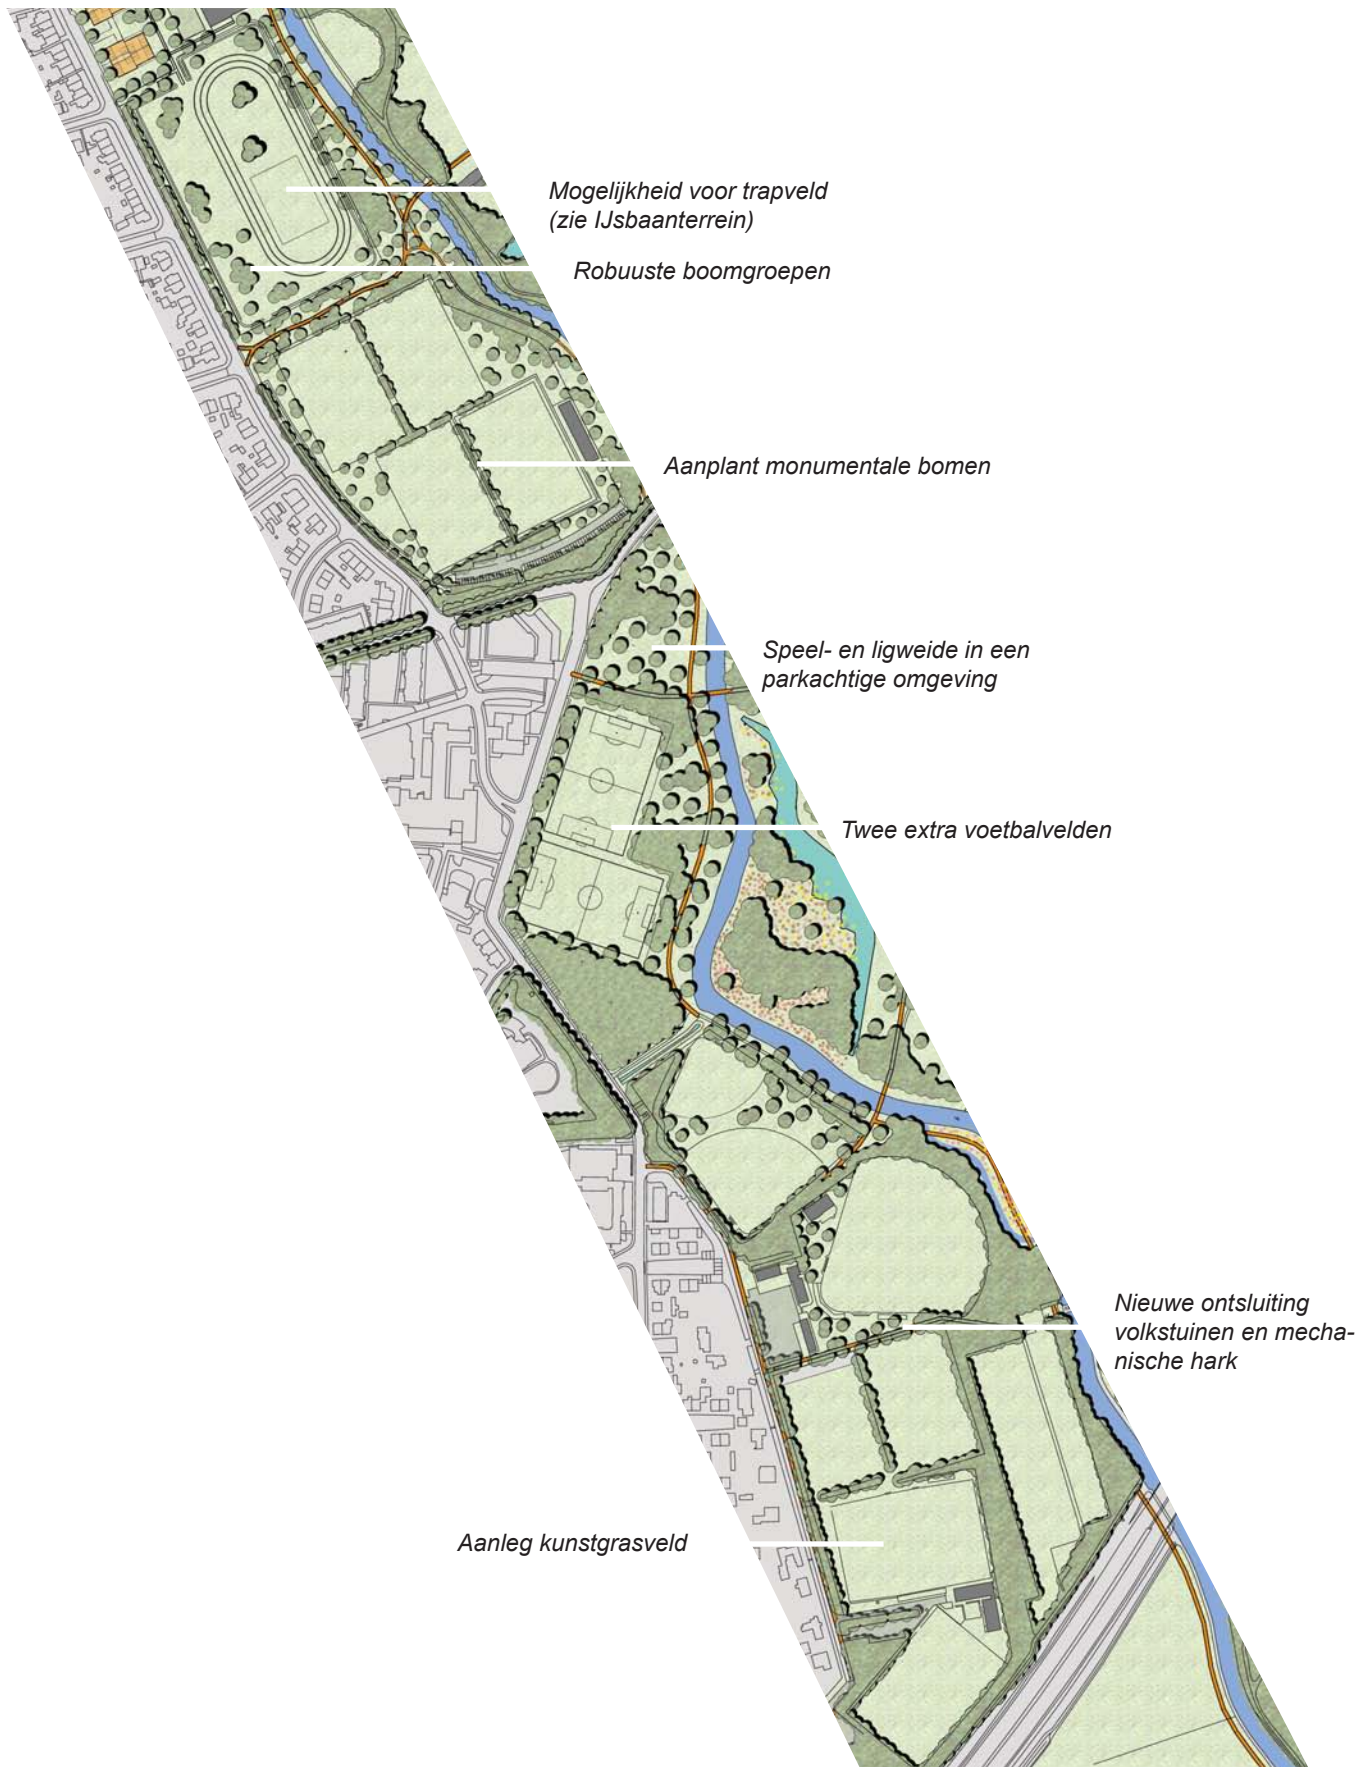 Mogelijkheid voor trapveld
(zie IJsbaanterrein)
Robuuste boomgroepen
Aanplant monumentale bomen
Speel- en ligweide in een
parkachtige omgeving
Twee extra voetbalvelden
Nieuwe ontsluiting
volkstuinen en mecha-
nische hark
Aanleg kunstgrasveld